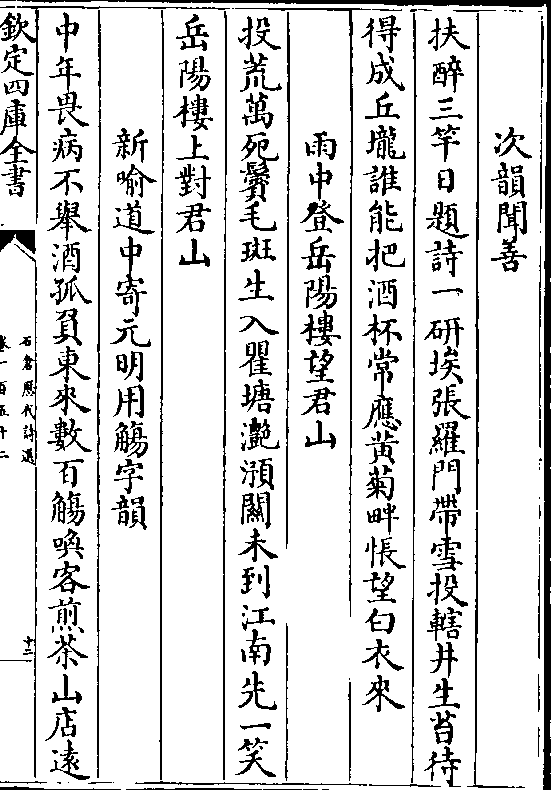 次韻聞善
扶醉三竿日題詩一研埃張羅門帶雪投轄井生苔待
得成丘壠誰能把酒杯常應黃菊畔悵望白衣來
雨中登岳陽樓望君山
投荒萬死鬢毛斑生入瞿塘灔澦關未到江南先一笑
岳陽樓上對君山
新喻道中寄元明用觴字韻
中年畏病不舉酒孤負東來數百觴喚客煎茶山店逺
欽定四庫全書
石倉歷代詩選
卷一百五十二
十三